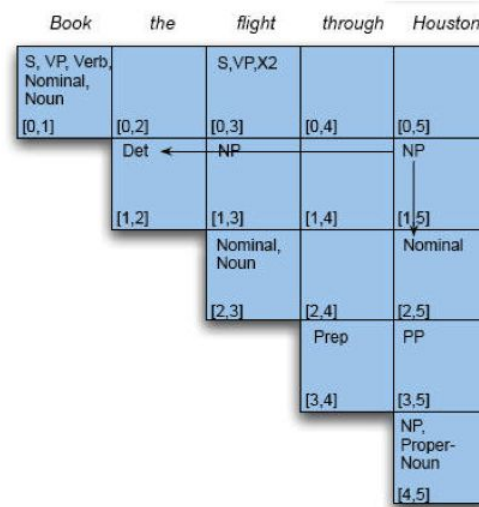 Book the flight through Houston
S, VP, Verb, S,VP,X2
Nominal,
Noun
[0,1] [0,2] [0,3] [0,4] [0,5]
Det NP NP
[1,2] [1,3] [1,4] [1,5]
Nominal, Nominal
Noun
[2,3] [2,4] [2,5]
Prep PP
[3,4] [3,5]
NP,
Proper-
Noun
[4,5]